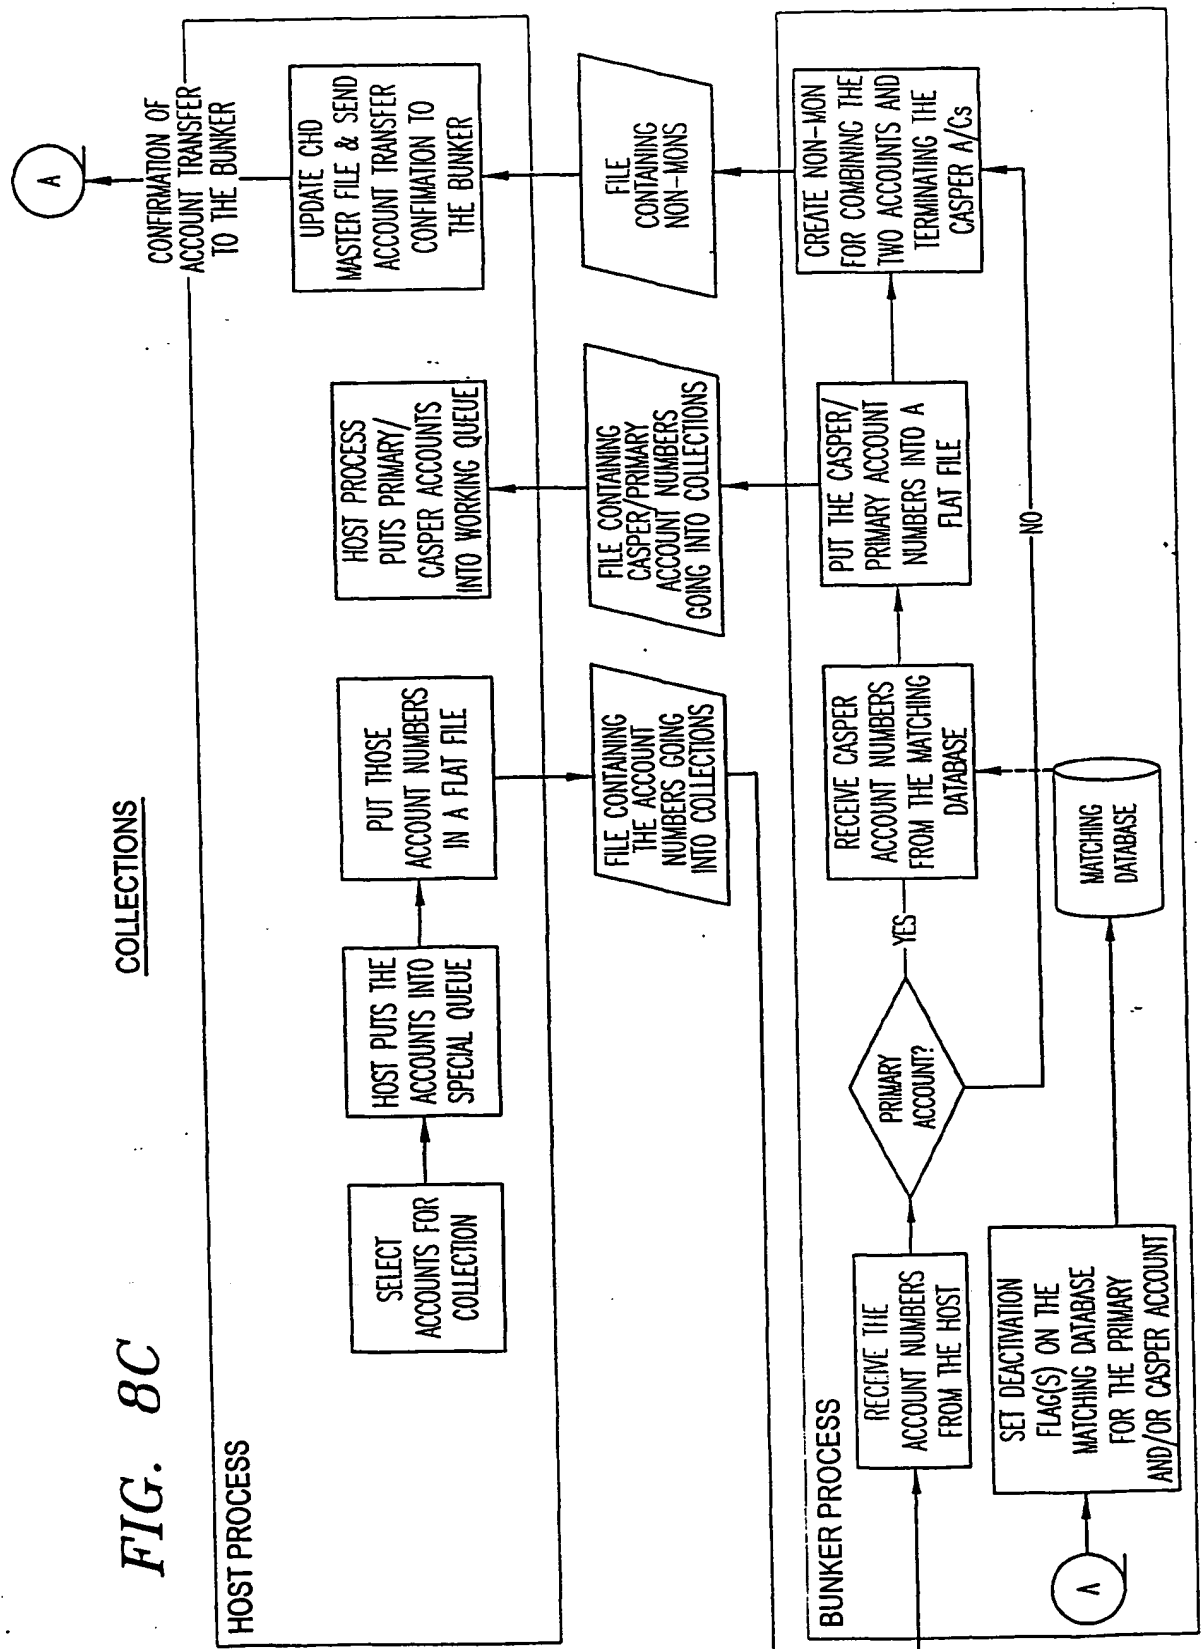 FIG. 8C
COLLECTIONS
HOST PROCESS
SELECT
ACCOUNTS FOR
COLLECTION
HOST PUTS THE
ACCOUNTS INTO
SPECIAL QUEUE
PUT THOSE
ACCOUNT NUMBERS
IN A FLAT FILE
HOST PROCESS
PUTS PRIMARY/
CASPER ACCOUNTS
INTO WORKING QUEUE
UPDATE CHD
MASTER FILE & SEND
ACCOUNT TRANSFER
CONFIMATION TO
THE BUNKER
CONFIRMATION OF
ACCOUNT TRANSFER
TO THE BUNKER
A
FILE CONTAINING
THE ACCOUNT
NUMBERS GOING
INTO COLLECTIONS
FILE CONTAINING
CASPER/PRIMARY
ACCOUNT NUMBERS
GOING INTO COLLECTIONS
FILE
CONTAINING
NON-MONS
BUNKER PROCESS
RECEIVE THE
ACCOUNT NUMBERS
FROM THE HOST
PRIMARY
ACCOUNT?
YES
NO
RECEIVE CASPER
ACCOUNT NUMBERS
FROM THE MATCHING
DATABASE
PUT THE CASPER/
PRIMARY ACCOUNT
NUMBERS INTO A
FLAT FILE
CREATE NON-MON
FOR COMBINING THE
TWO ACCOUNTS AND
TERMINATING THE
CASPER A/Cs
A
SET DEACTIVATION
FLAG(S) ON THE
MATCHING DATABASE
FOR THE PRIMARY
AND/OR CASPER ACCOUNT
MATCHING
DATABASE